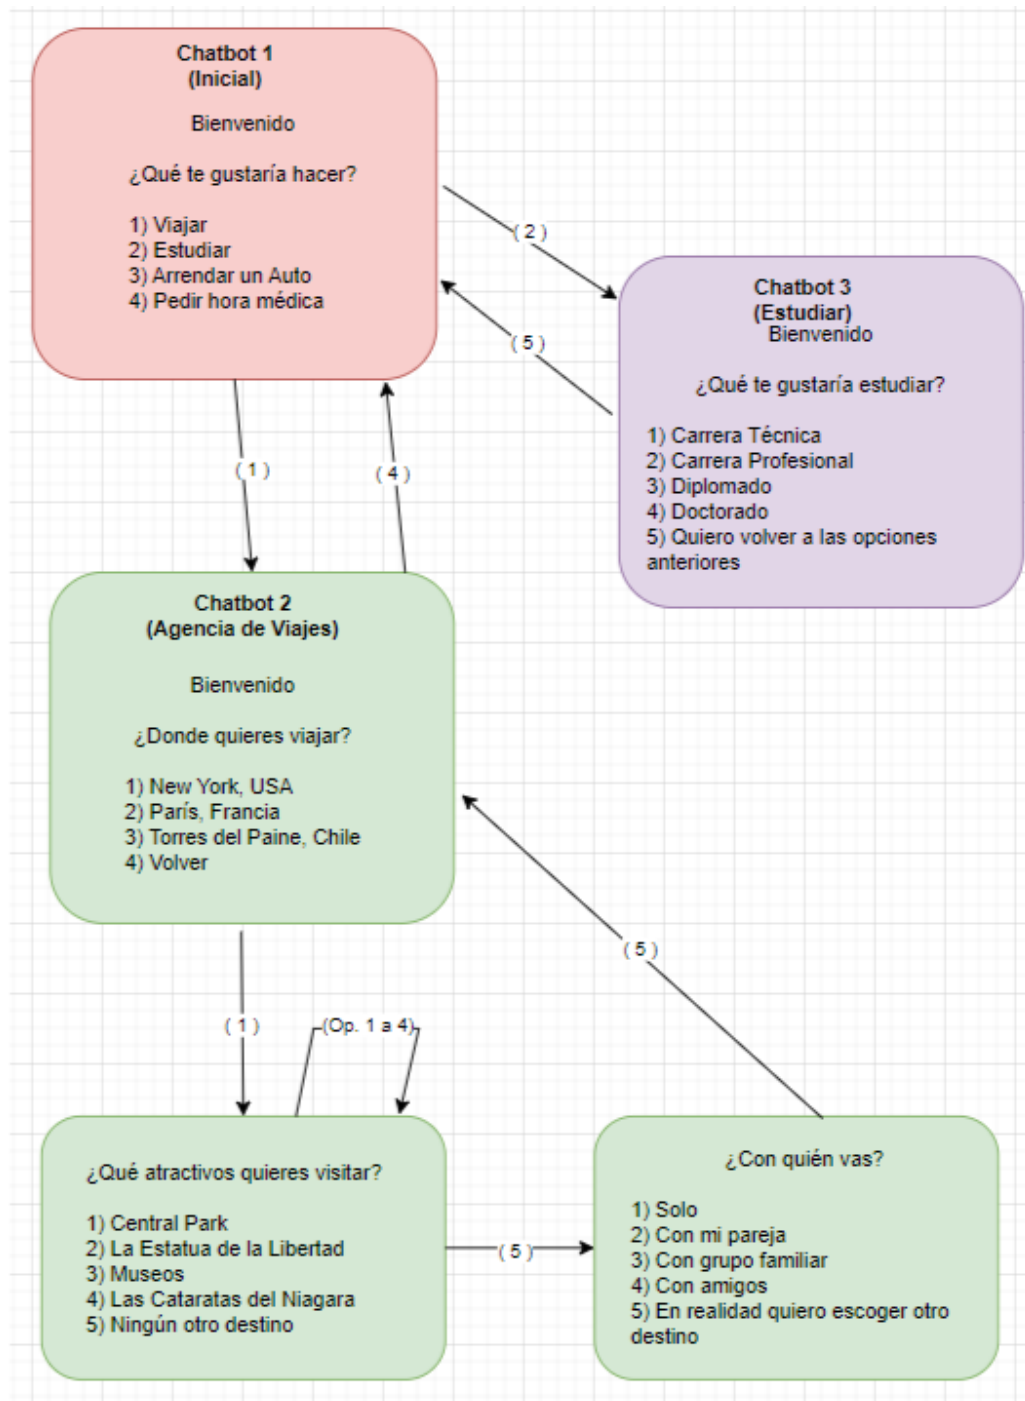 Chatbot 1
(Inicial)
Bienvenido
¿Qué te gustaría hacer?
1) Viajar
2) Estudiar
3) Arrendar un Auto
4) Pedir hora médica
( 2 )
( 5 )
Chatbot 3
(Estudiar)
Bienvenido
¿Qué te gustaría estudiar?
1) Carrera Técnica
2) Carrera Profesional
3) Diplomado
4) Doctorado
5) Quiero volver a las opciones
anteriores
( 1 )
( 4 )
Chatbot 2
(Agencia de Viajes)
Bienvenido
¿Donde quieres viajar?
1) New York, USA
2) París, Francia
3) Torres del Paine, Chile
4) Volver
( 5 )
( 1 )
(Op. 1 a 4)
¿Qué atractivos quieres visitar?
1) Central Park
2) La Estatua de la Libertad
3) Museos
4) Las Cataratas del Niagara
5) Ningún otro destino
( 5 )
¿Con quién vas?
1) Solo
2) Con mi pareja
3) Con grupo familiar
4) Con amigos
5) En realidad quiero escoger otro
destino